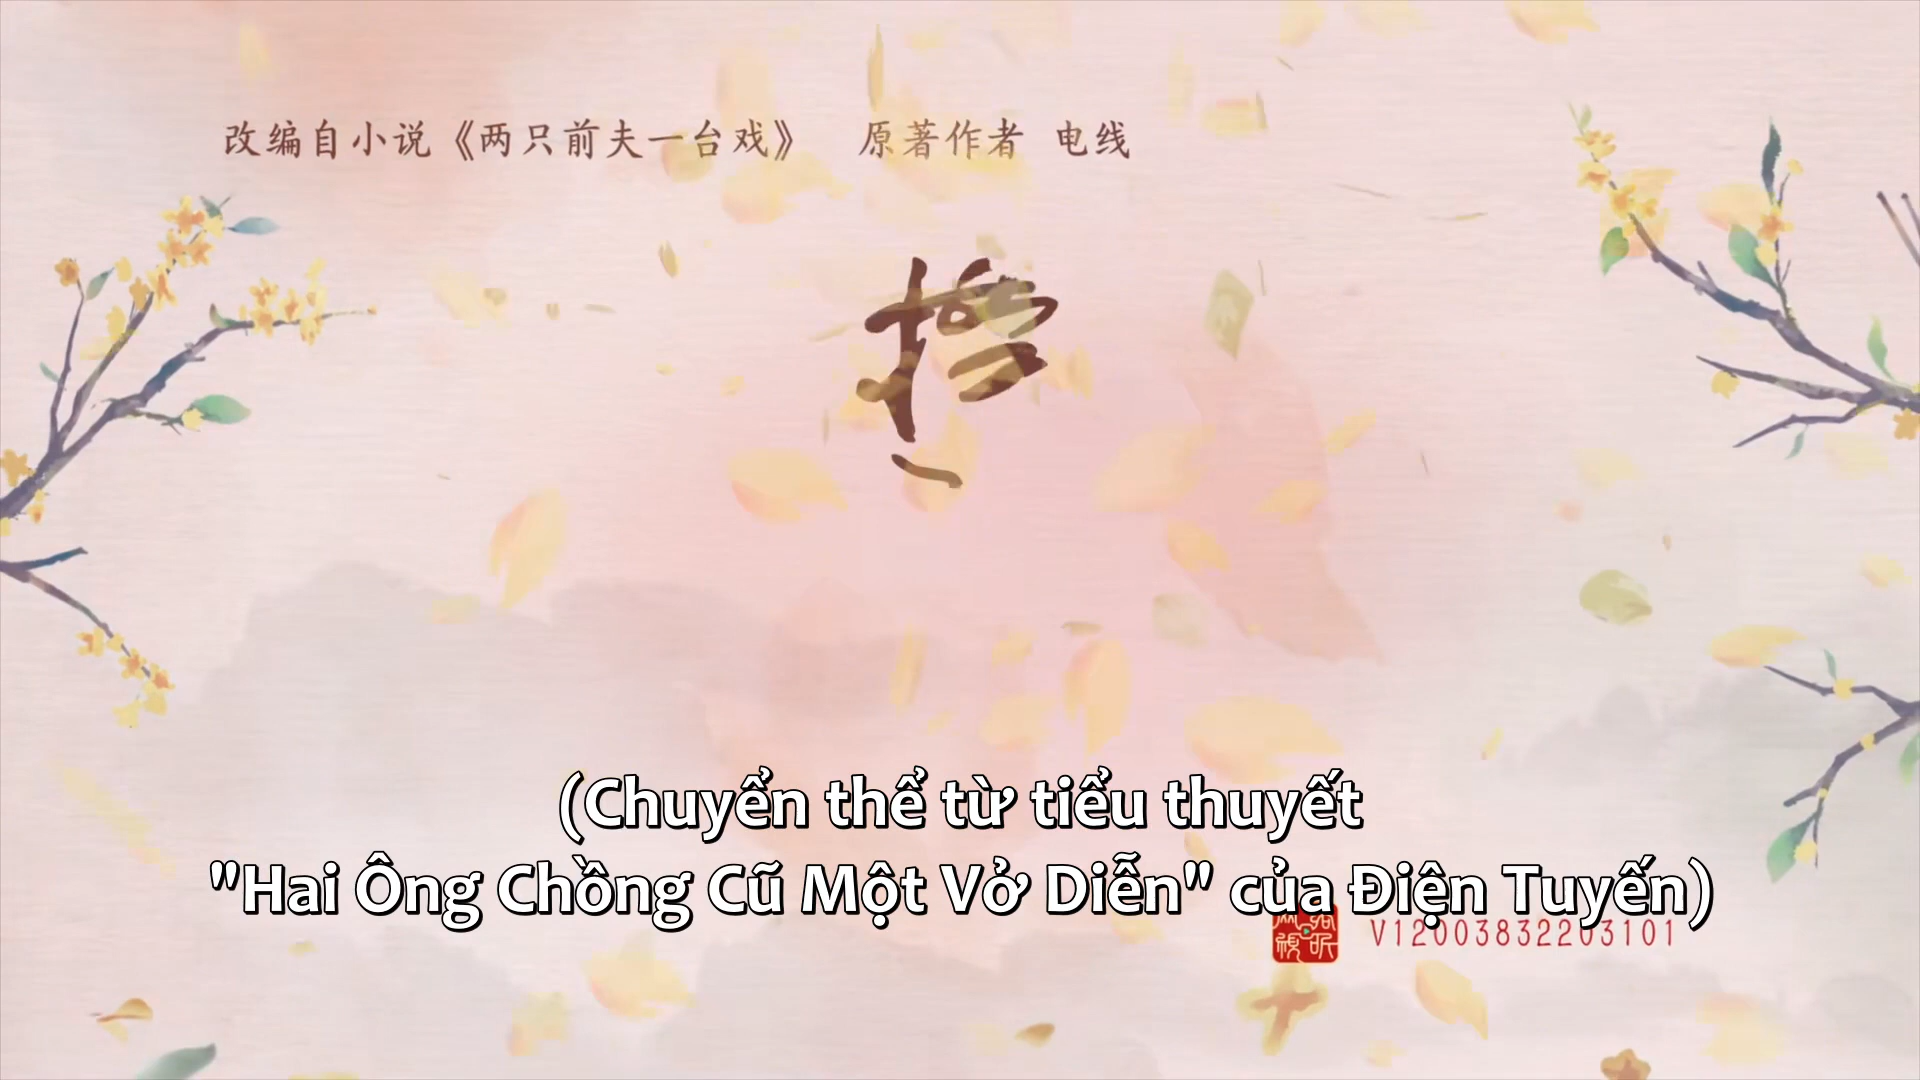 改编自小说《两只前夫一台戏》 原著作者 电线
(Chuyển thể từ tiểu thuyết
"Hai Ông Chồng Cũ Một Vở Diễn" của Điện Tuyến)
V12003832203101